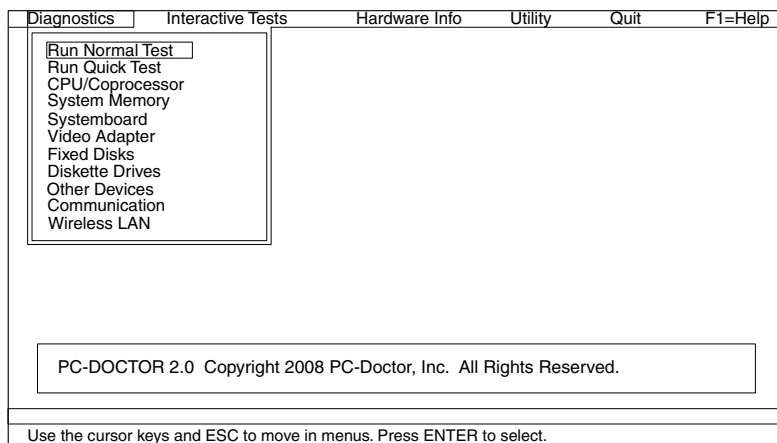 Diagnostics Interactive Tests Hardware Info Utility Quit F1=Help
Run Normal Test
Run Quick Test
CPU/Coprocessor
System Memory
Systemboard
Video Adapter
Fixed Disks
Diskette Drives
Other Devices
Communication
Wireless LAN
PC-DOCTOR 2.0 Copyright 2008 PC-Doctor, Inc. All Rights Reserved.
Use the cursor keys and ESC to move in menus. Press ENTER to select.